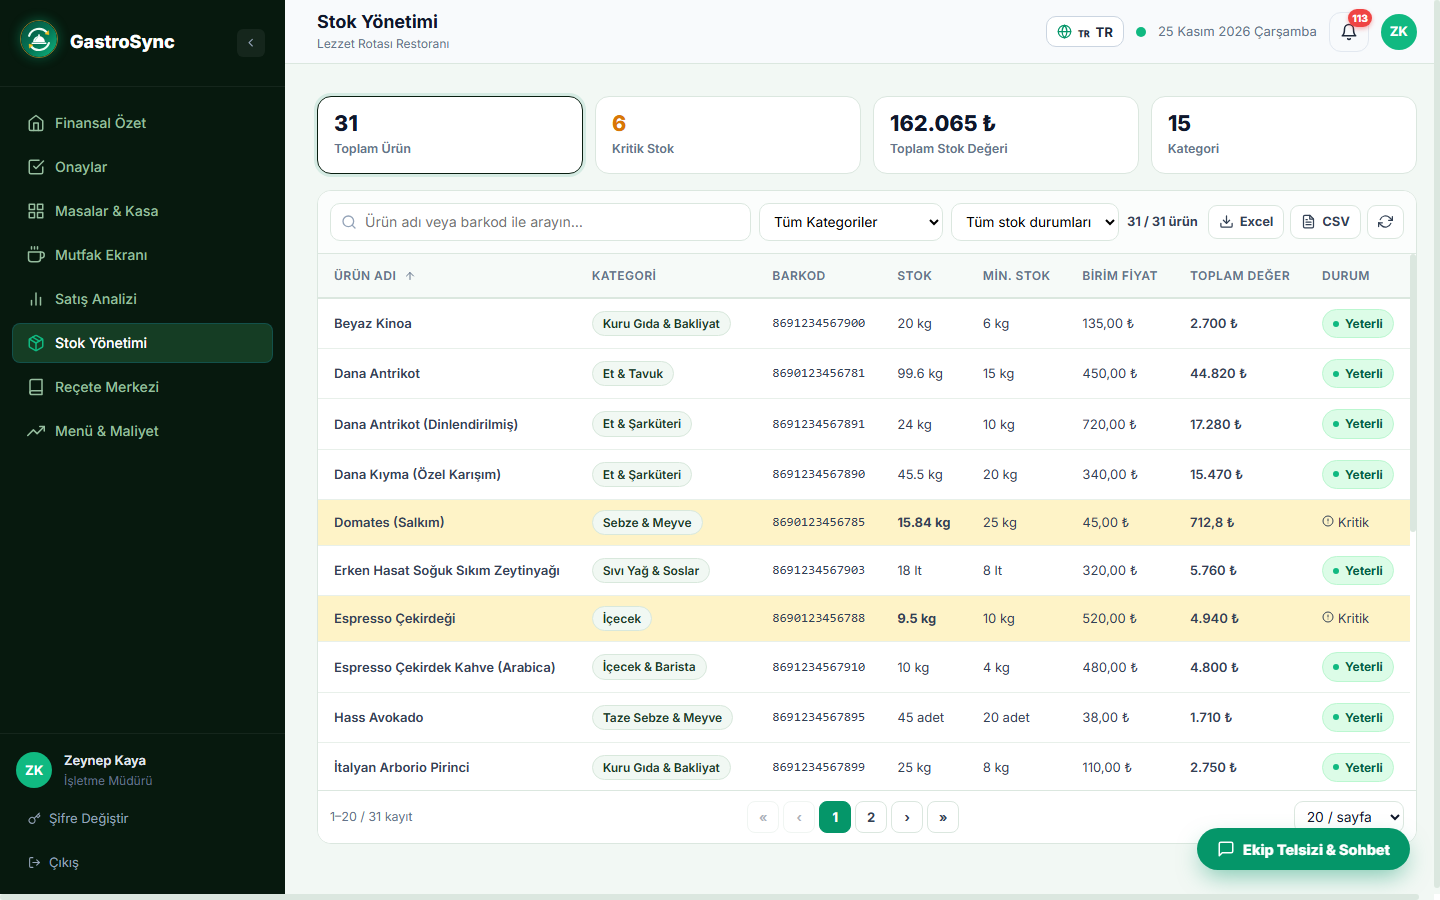 GastroSync
Finansal Özet
Onaylar
Masalar & Kasa
Mutfak Ekranı
Satış Analizi
Stok Yönetimi
Reçete Merkezi
Menü & Maliyet
ZK
Zeynep Kaya
İşletme Müdürü
Şifre Değiştir
Çıkış
Stok Yönetimi
Lezzet Rotası Restoranı
TR TR
25 Kasım 2026 Çarşamba
113
ZK
31
Toplam Ürün
6
Kritik Stok
162.065 ₺
Toplam Stok Değeri
15
Kategori
Ürün adı veya barkod ile arayın...
Tüm Kategoriler
Tüm stok durumları
31 / 31 ürün
Excel
CSV
ÜRÜN ADI ↑ KATEGORİ BARKOD STOK MİN. STOK BİRİM FİYAT TOPLAM DEĞER DURUM
Beyaz Kinoa Kuru Gıda & Bakliyat 8691234567900 20 kg 6 kg 135,00 ₺ 2.700 ₺ Yeterli
Dana Antrikot Et & Tavuk 8690123456781 99.6 kg 15 kg 450,00 ₺ 44.820 ₺ Yeterli
Dana Antrikot (Dinlendirilmiş) Et & Şarküteri 8691234567891 24 kg 10 kg 720,00 ₺ 17.280 ₺ Yeterli
Dana Kıyma (Özel Karışım) Et & Şarküteri 8691234567890 45.5 kg 20 kg 340,00 ₺ 15.470 ₺ Yeterli
Domates (Salkım) Sebze & Meyve 8690123456785 15.84 kg 25 kg 45,00 ₺ 712,8 ₺ Kritik
Erken Hasat Soğuk Sıkım Zeytinyağı Sıvı Yağ & Soslar 8691234567903 18 lt 8 lt 320,00 ₺ 5.760 ₺ Yeterli
Espresso Çekirdeği İçecek 8690123456788 9.5 kg 10 kg 520,00 ₺ 4.940 ₺ Kritik
Espresso Çekirdek Kahve (Arabica) İçecek & Barista 8691234567910 10 kg 4 kg 480,00 ₺ 4.800 ₺ Yeterli
Hass Avokado Taze Sebze & Meyve 8691234567895 45 adet 20 adet 38,00 ₺ 1.710 ₺ Yeterli
İtalyan Arborio Pirinci Kuru Gıda & Bakliyat 8691234567899 25 kg 8 kg 110,00 ₺ 2.750 ₺ Yeterli
1–20 / 31 kayıt
« ‹ 1 2 › »
20 / sayfa
Ekip Telsizi & Sohbet